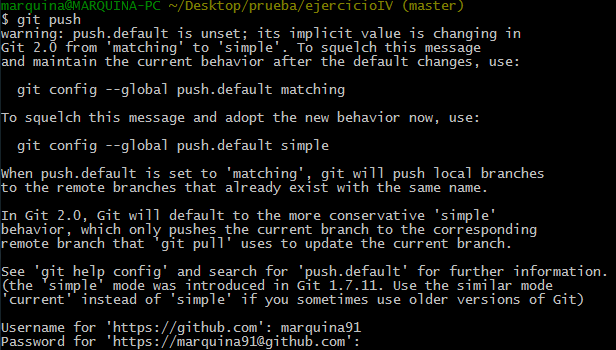 marquina@MARQUINA-PC ~/Desktop/prueba/ejercicioIV (master)
$ git push
warning: push.default is unset; its implicit value is changing in
Git 2.0 from 'matching' to 'simple'. To squelch this message
and maintain the current behavior after the default changes, use:
git config --global push.default matching
To squelch this message and adopt the new behavior now, use:
git config --global push.default simple
When push.default is set to 'matching', git will push local branches
to the remote branches that already exist with the same name.
In Git 2.0, Git will default to the more conservative 'simple'
behavior, which only pushes the current branch to the corresponding
remote branch that 'git pull' uses to update the current branch.
See 'git help config' and search for 'push.default' for further information.
(the 'simple' mode was introduced in Git 1.7.11. Use the similar mode
'current' instead of 'simple' if you sometimes use older versions of Git)
Username for 'https://github.com': marquina91
Password for 'https://marquina91@github.com':